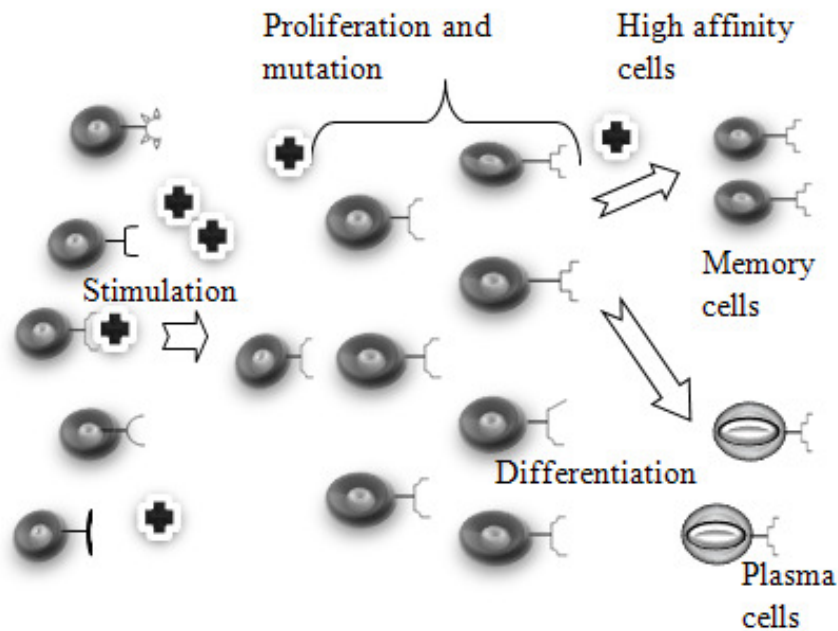 Proliferation and
mutation
High affinity
cells
Stimulation
Memory
cells
Differentiation
Plasma
cells